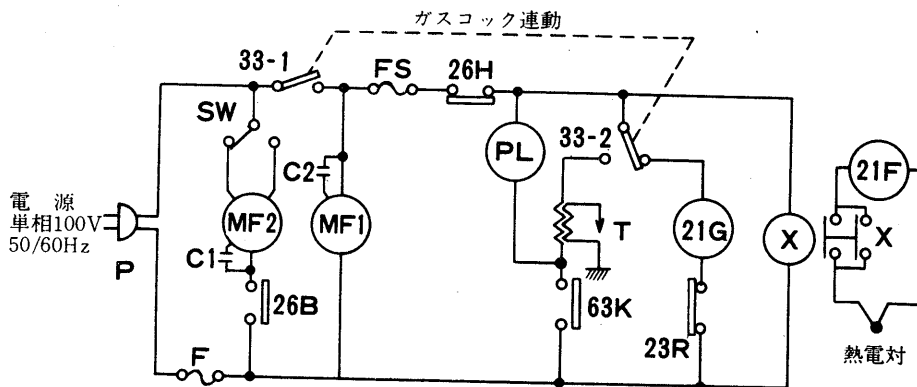 ガスコック連動
33-1
FS
26H
SW
33-2
PL
21F
C2
電源
単相100V
50/60Hz
MF2
MF1
T
21G
X
X
C1
P
26B
63K
23R
熱電対
F